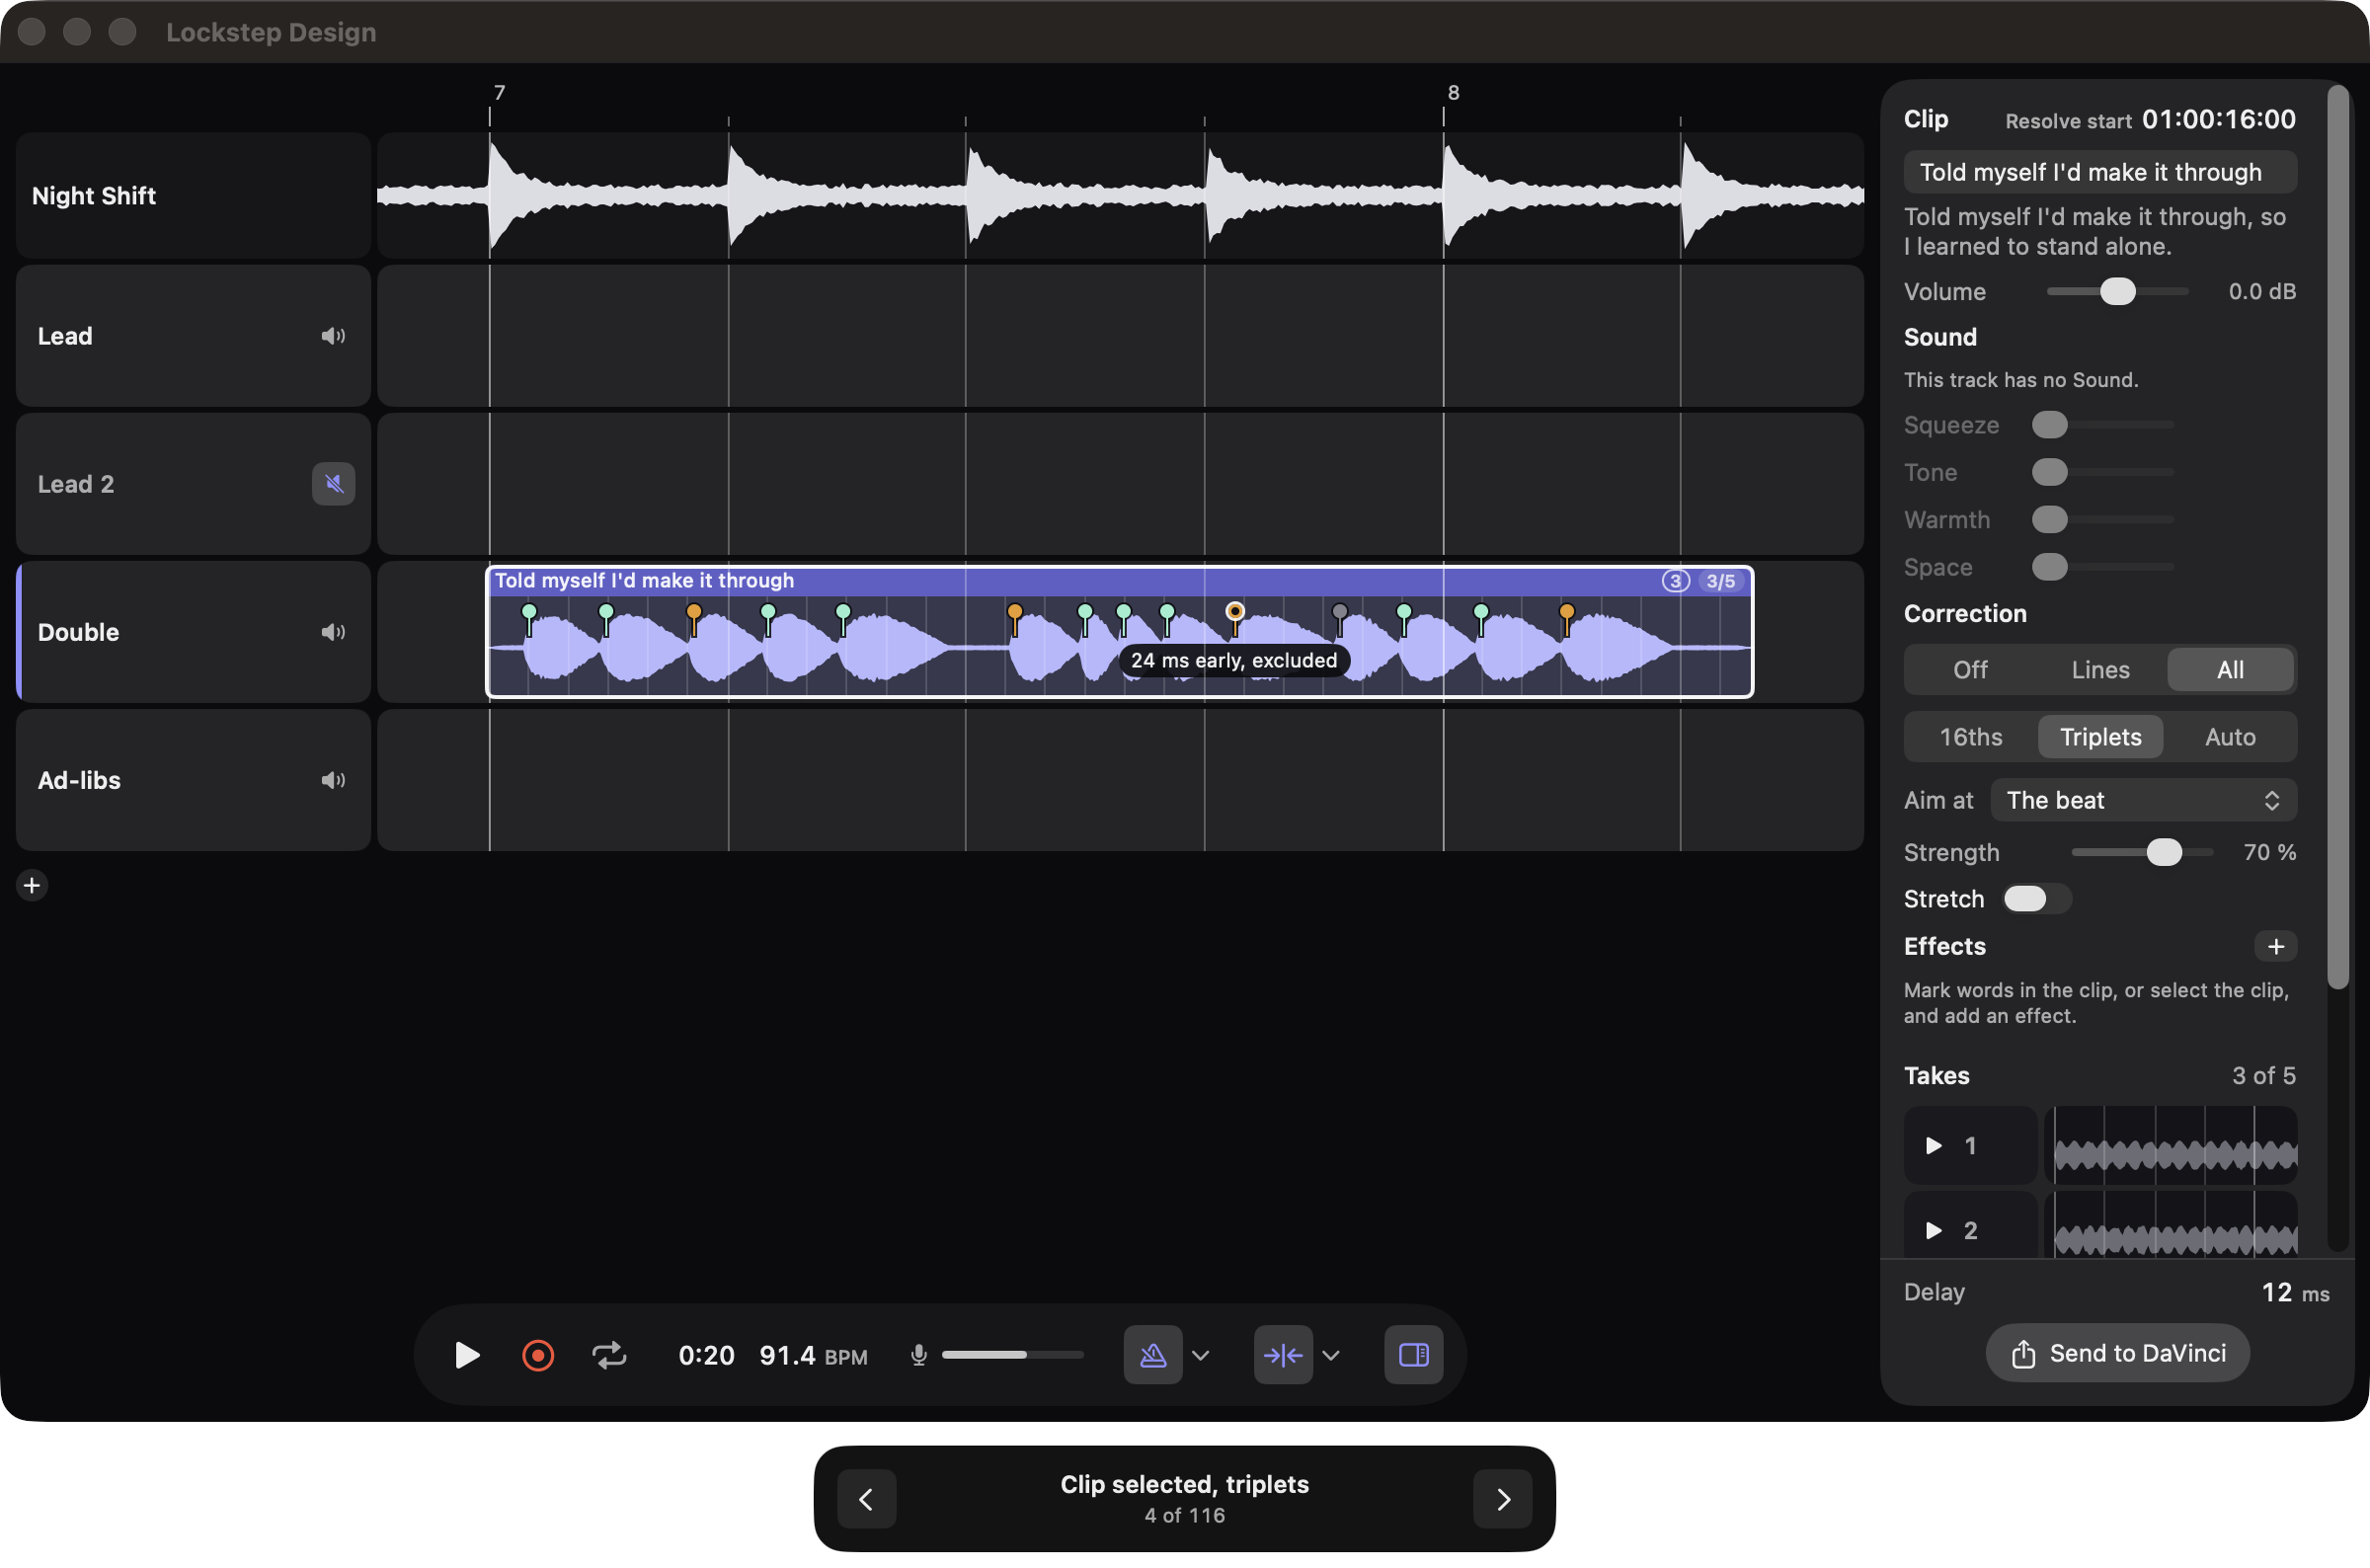 Lockstep Design
7
8
Night Shift
Lead
Lead 2
Double
Told myself I'd make it through
3
3/5
24 ms early, excluded
Ad-libs
Clip
Resolve start 01:00:16:00
Told myself I'd make it through
Told myself I'd make it through, so
I learned to stand alone.
Volume
0.0 dB
Sound
This track has no Sound.
Squeeze
Tone
Warmth
Space
Correction
Off
Lines
All
16ths
Triplets
Auto
Aim at
The beat
Strength
70 %
Stretch
Effects
Mark words in the clip, or select the clip,
and add an effect.
Takes
3 of 5
1
2
Delay
12 ms
Send to DaVinci
0:20
91.4 BPM
Clip selected, triplets
4 of 116